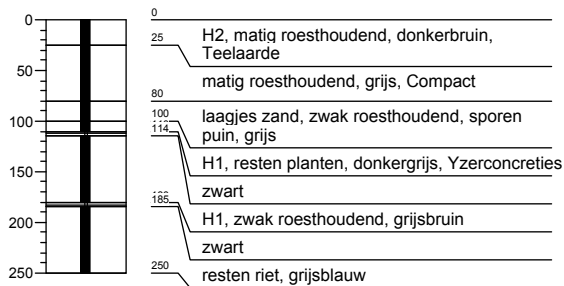 0
0
H2, matig roesthoudend, donkerbruin,
Teelaarde
25
50
matig roesthoudend, grijs, Compact
80
laagjes zand, zwak roesthoudend, sporen
puin, grijs
100
100
114
H1, resten planten, donkergrijs, Yzerconcreties
150
zwart
185
H1, zwak roesthoudend, grijsbruin
200
zwart
250
250
resten riet, grijsblauw